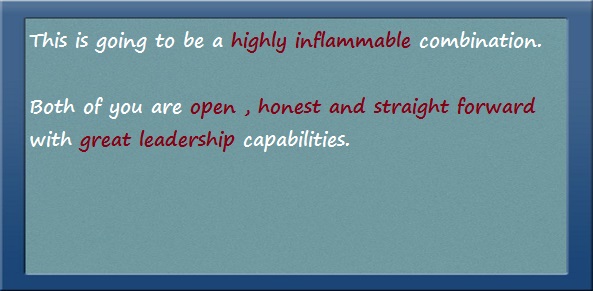 This is going to be a highly inflammable combination.
Both of you are open , honest and straight forward
with great leadership capabilities.